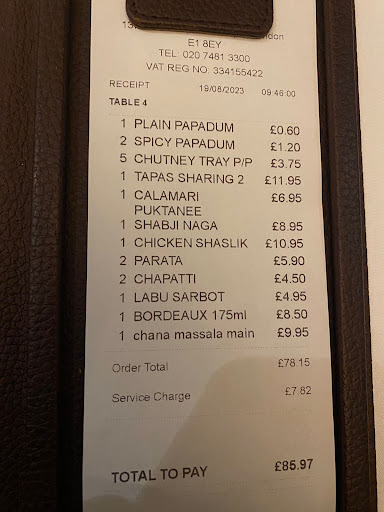 E1 8EY
TEL: 020 7481 3300
VAT REG NO: 334155422
RECEIPT 19/08/2023 09:46:00
TABLE 4
1 PLAIN PAPADUM £0.60
2 SPICY PAPADUM £1.20
5 CHUTNEY TRAY P/P £3.75
1 TAPAS SHARING 2 £11.95
1 CALAMARI £6.95
PUKTANEE
1 SHABJI NAGA £8.95
1 CHICKEN SHASLIK £10.95
2 PARATA £5.90
2 CHAPATTI £4.50
1 LABU SARBOT £4.95
1 BORDEAUX 175ml £8.50
1 chana massala main £9.95
Order Total £78.15
Service Charge £7.82
TOTAL TO PAY £85.97